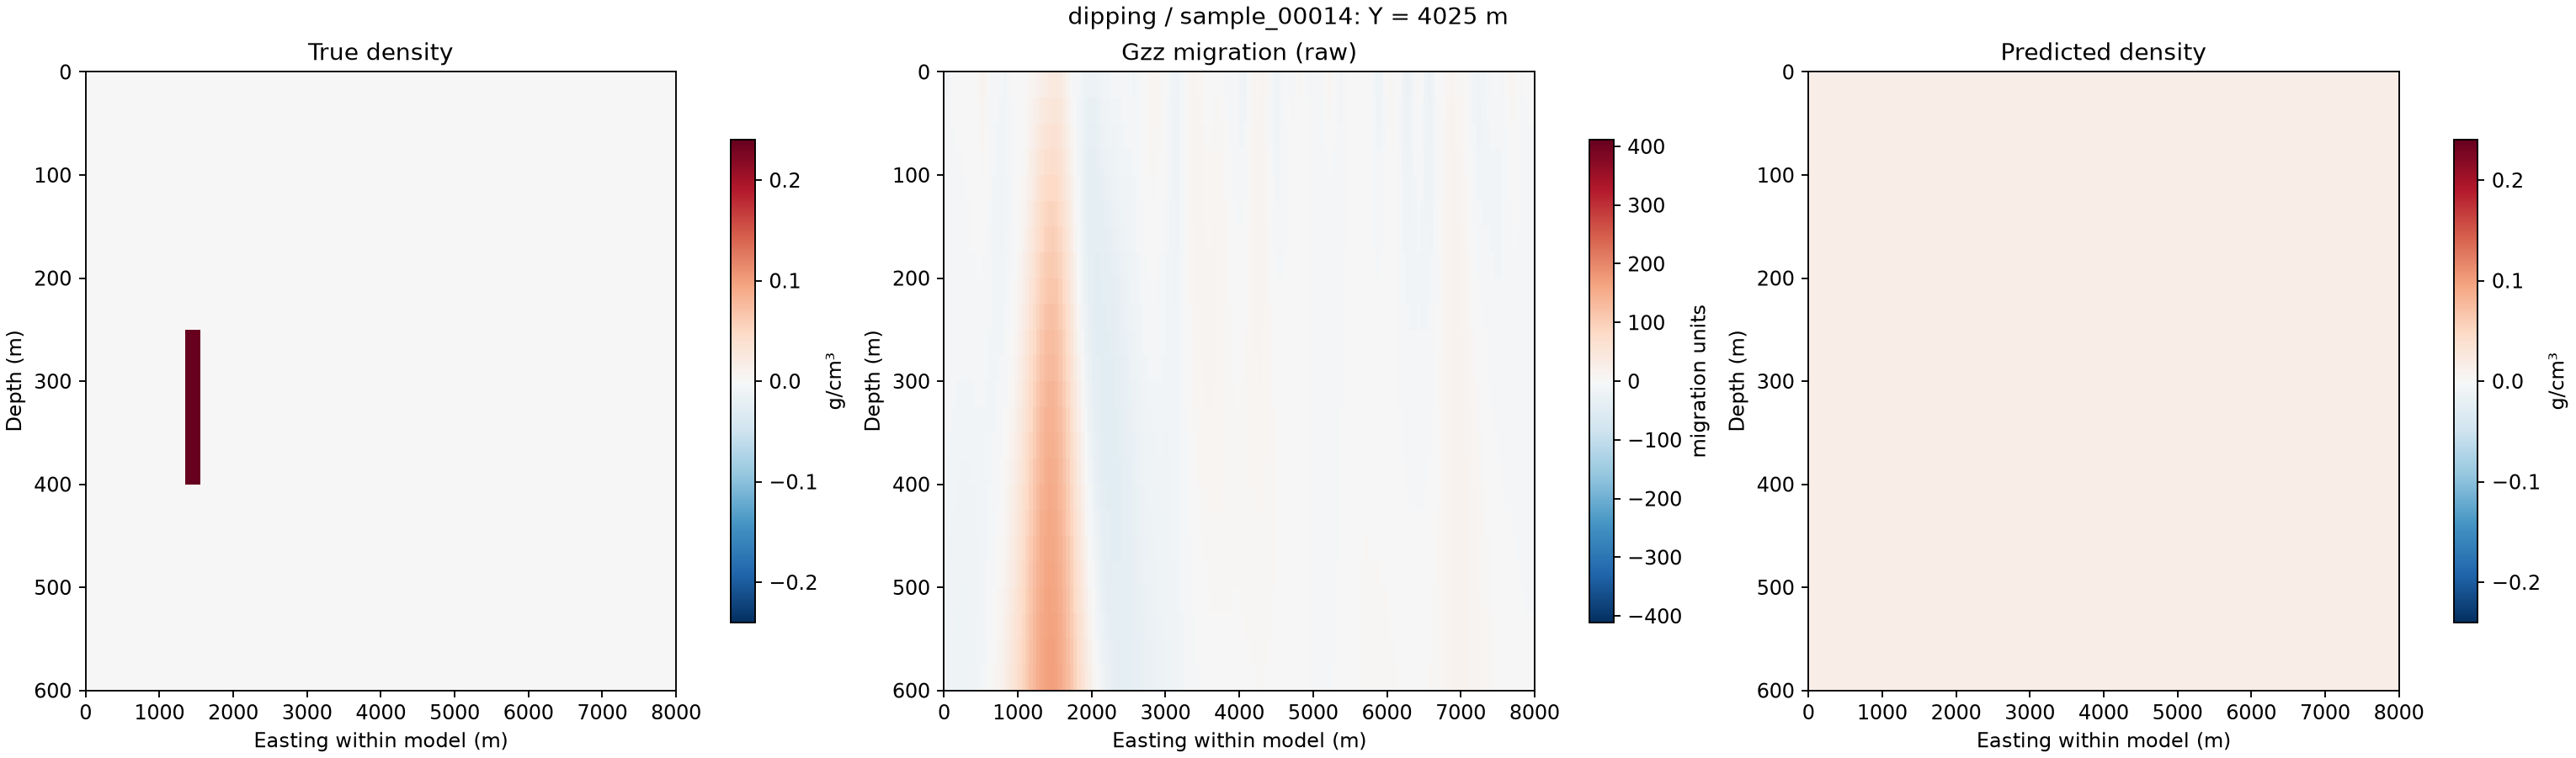 dipping / sample_00014: Y = 4025 m
True density
0
100
200
300
400
500
600
Depth (m)
0 1000 2000 3000 4000 5000 6000 7000 8000
Easting within model (m)
0.2
0.1
0.0
−0.1
−0.2
g/cm³
Gzz migration (raw)
0
100
200
300
400
500
600
Depth (m)
0 1000 2000 3000 4000 5000 6000 7000 8000
Easting within model (m)
400
300
200
100
0
−100
−200
−300
−400
migration units
Predicted density
0
100
200
300
400
500
600
Depth (m)
0 1000 2000 3000 4000 5000 6000 7000 8000
Easting within model (m)
0.2
0.1
0.0
−0.1
−0.2
g/cm³